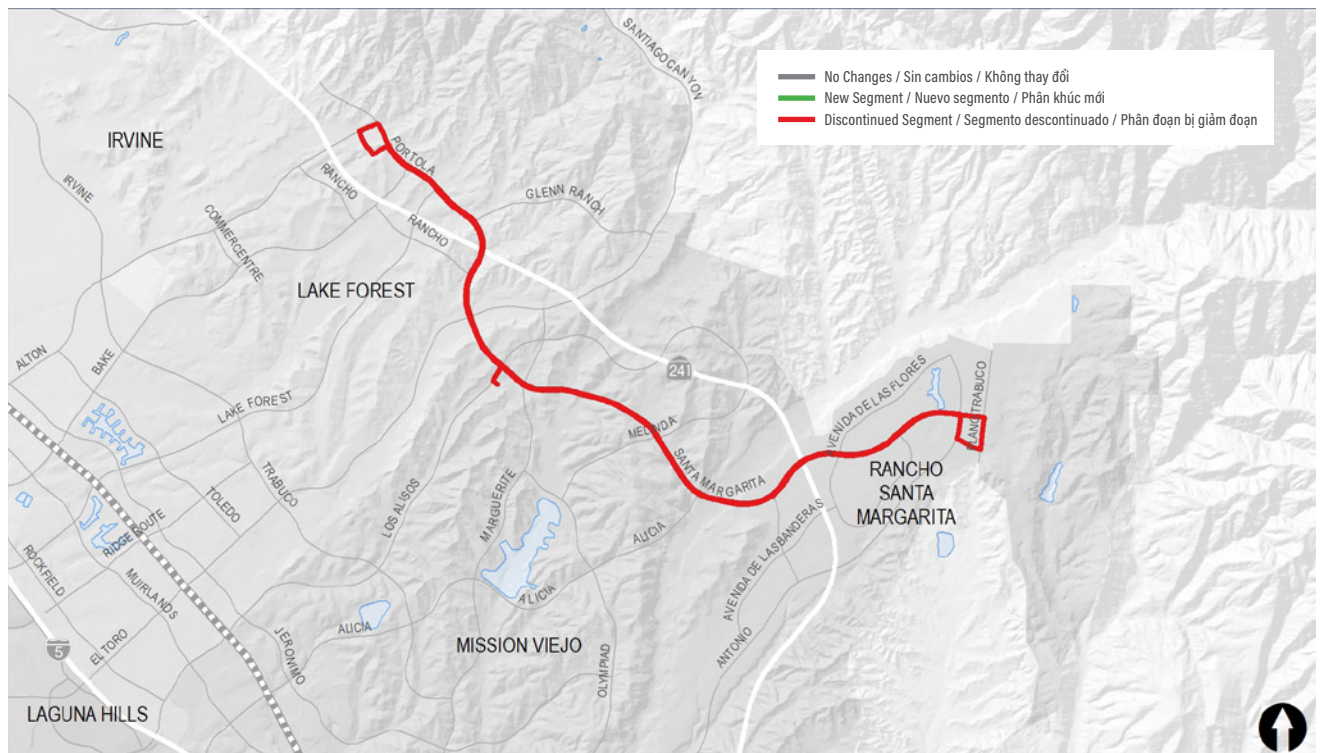 No Changes / Sin cambios / Không thay đổi
New Segment / Nuevo segmento / Phân khúc mới
Discontinued Segment / Segmento descontinuado / Phân đoạn bị giảm đoạn
SANTIAGO CANYON
IRVINE
PORTOLA
IRVINE
RANCHO
GLENN RANCH
COMMERCENTRE
RANCHO
LAKE FOREST
ALTON
BAKE
241
AVENIDA DE LAS FLORES
PLANO TRABUCO
LAKE FOREST
MELINDA
SANTA MARGARITA
RANCHO
SANTA
MARGARITA
TRABUCO
LOS ALISOS
MARGUERITE
TOLEDO
RIDGE ROUTE
ALICIA
AVENIDA DE LAS BANDERAS
ROCKFIELD
MUIRLANDS
ALICIA
ALICIA
JERONIMO
MISSION VIEJO
ANTONIO
EL TORO
5
OLYMPIAD
LAGUNA HILLS